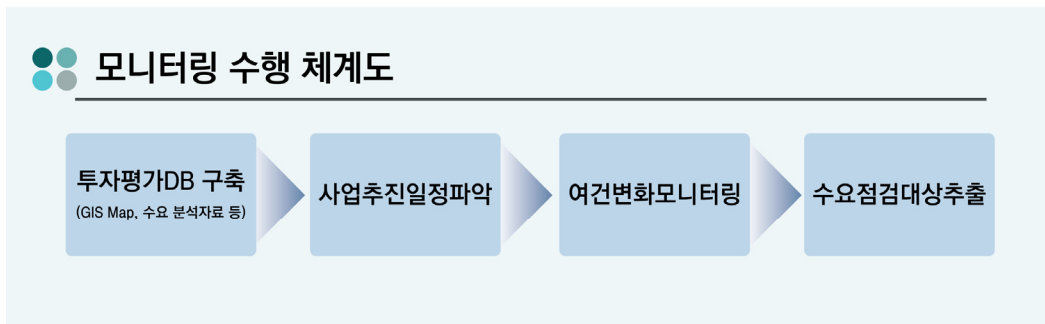 모니터링 수행 체계도
투자평가DB 구축
(GIS Map, 수요 분석자료 등)
사업추진일정파악
여건변화모니터링
수요점검대상추출